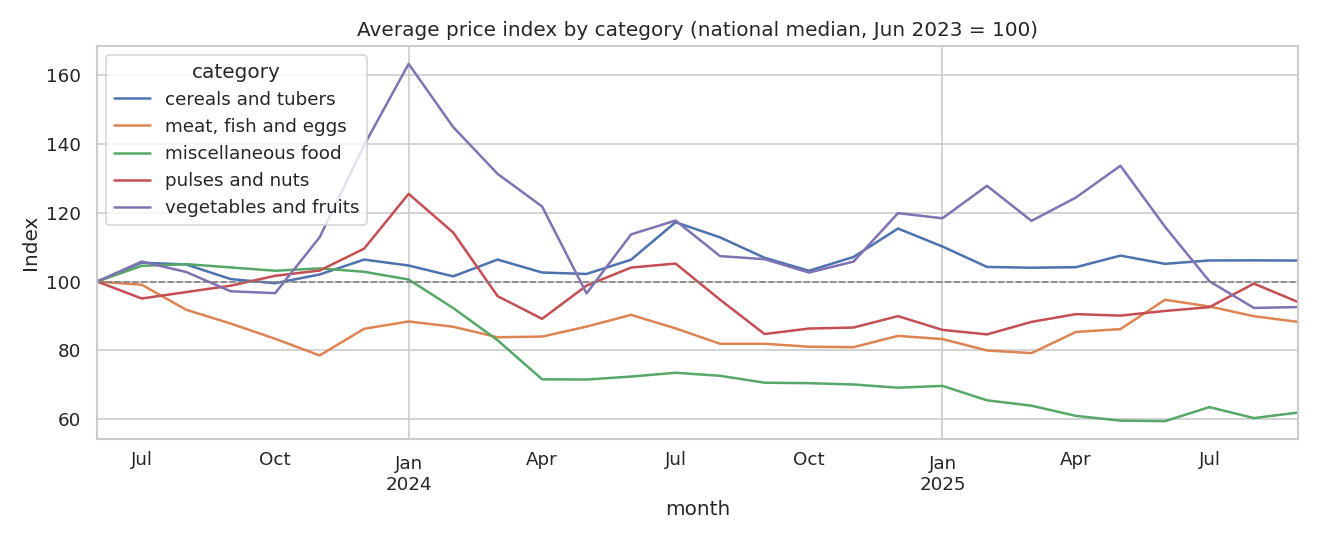 Average price index by category (national median, Jun 2023 = 100)
category
cereals and tubers
meat, fish and eggs
miscellaneous food
pulses and nuts
vegetables and fruits
Index
160
140
120
100
80
60
Jul
Oct
Jan
2024
Apr
Jul
Oct
Jan
2025
Apr
Jul
month